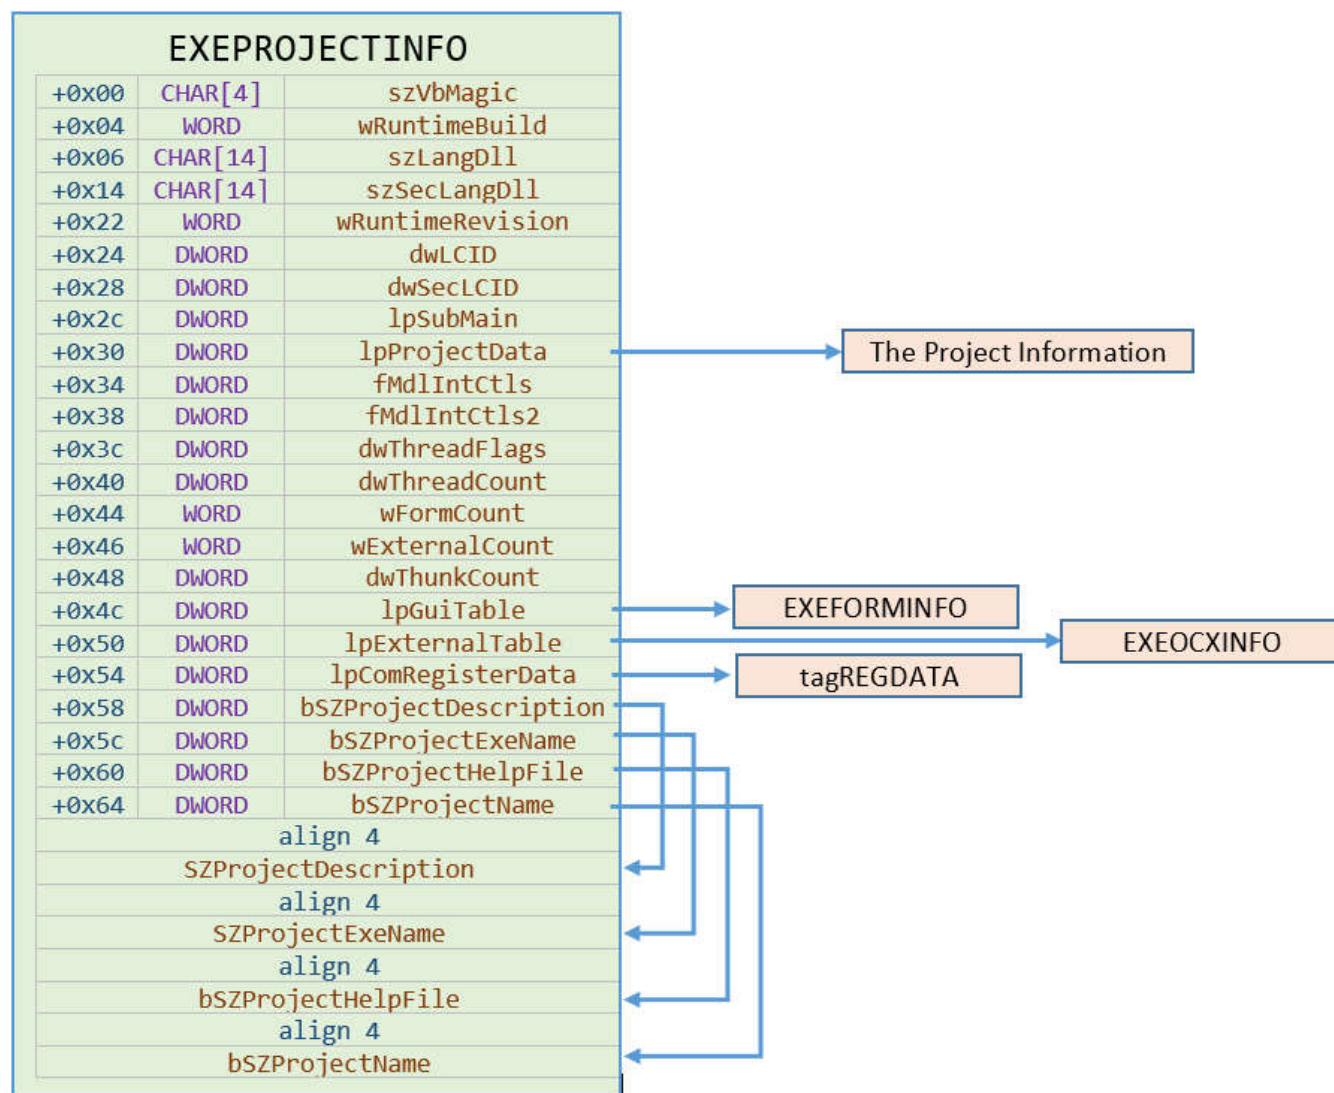 EXEPROJECTINFO
+0x00 CHAR[4] szVbMagic
+0x04 WORD wRuntimeBuild
+0x06 CHAR[14] szLangDll
+0x14 CHAR[14] szSecLangDll
+0x22 WORD wRuntimeRevision
+0x24 DWORD dwLCID
+0x28 DWORD dwSecLCID
+0x2c DWORD lpSubMain
+0x30 DWORD lpProjectData The Project Information
+0x34 DWORD fMdlIntCtls
+0x38 DWORD fMdlIntCtls2
+0x3c DWORD dwThreadFlags
+0x40 DWORD dwThreadCount
+0x44 WORD wFormCount
+0x46 WORD wExternalCount
+0x48 DWORD dwThunkCount
+0x4c DWORD lpGuiTable EXEFORMINFO
+0x50 DWORD lpExternalTable EXEOCXINFO
+0x54 DWORD lpComRegisterData tagREGDATA
+0x58 DWORD bSZProjectDescription
+0x5c DWORD bSZProjectExeName
+0x60 DWORD bSZProjectHelpFile
+0x64 DWORD bSZProjectName
align 4
SZProjectDescription
align 4
SZProjectExeName
align 4
bSZProjectHelpFile
align 4
bSZProjectName